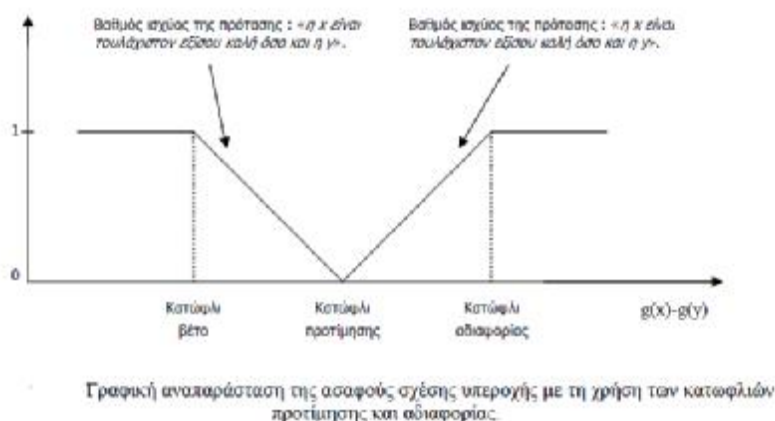 Βαθμός ισχύος της πρότασης : «η x είναι
τουλάχιστον εξίσου καλή όσο και η y».
Βαθμός ισχύος της πρότασης : «η x είναι
τουλάχιστον εξίσου καλή όσο και η y».
1
0
Κατώφλι
βέτο
Κατώφλι
προτίμησης
Κατώφλι
αδιαφορίας
g(x)-g(y)
Γραφική αναπαράσταση της ασαφούς σχέσης υπεροχής με τη χρήση των κατωφλιών
προτίμησης και αδιαφορίας.